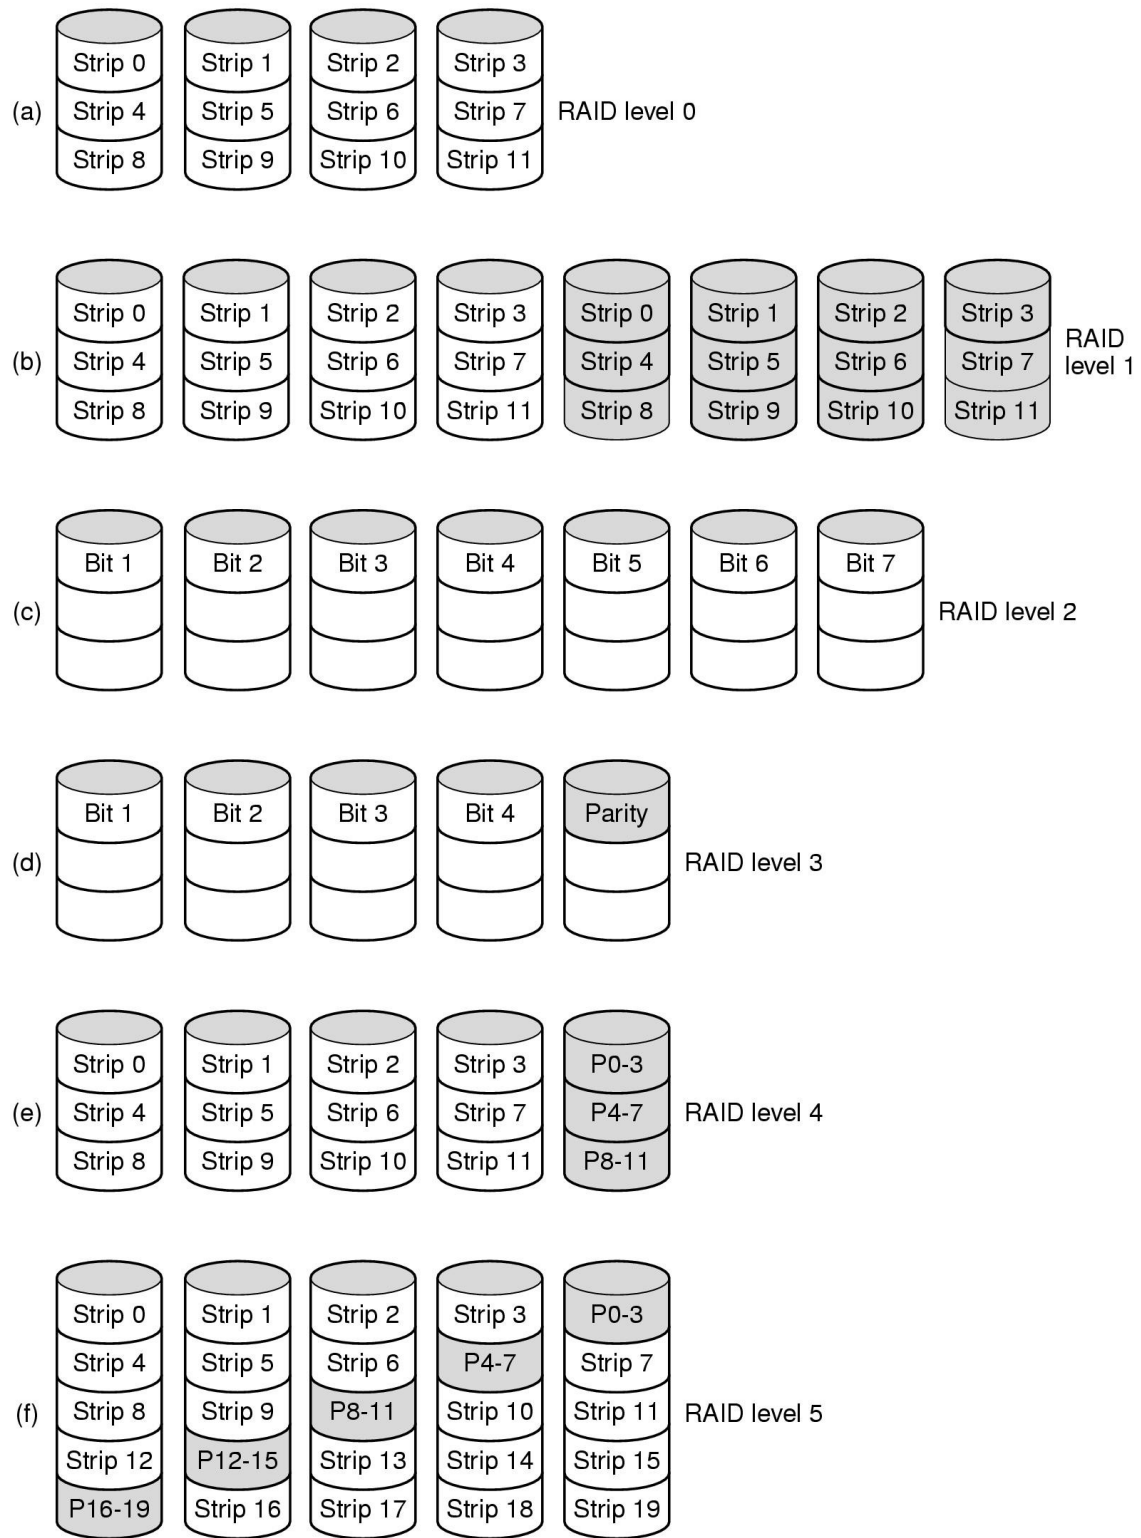 Strip 0 Strip 1 Strip 2 Strip 3
(a) Strip 4 Strip 5 Strip 6 Strip 7 RAID level 0
Strip 8 Strip 9 Strip 10 Strip 11
Strip 0 Strip 1 Strip 2 Strip 3 Strip 0 Strip 1 Strip 2 Strip 3
(b) Strip 4 Strip 5 Strip 6 Strip 7 Strip 4 Strip 5 Strip 6 Strip 7 RAID
level 1
Strip 8 Strip 9 Strip 10 Strip 11 Strip 8 Strip 9 Strip 10 Strip 11
Bit 1 Bit 2 Bit 3 Bit 4 Bit 5 Bit 6 Bit 7
(c) RAID level 2
Bit 1 Bit 2 Bit 3 Bit 4 Parity
(d) RAID level 3
Strip 0 Strip 1 Strip 2 Strip 3 P0-3
(e) Strip 4 Strip 5 Strip 6 Strip 7 P4-7 RAID level 4
Strip 8 Strip 9 Strip 10 Strip 11 P8-11
Strip 0 Strip 1 Strip 2 Strip 3 P0-3
Strip 4 Strip 5 Strip 6 P4-7 Strip 7
(f) Strip 8 Strip 9 P8-11 Strip 10 Strip 11 RAID level 5
Strip 12 P12-15 Strip 13 Strip 14 Strip 15
P16-19 Strip 16 Strip 17 Strip 18 Strip 19